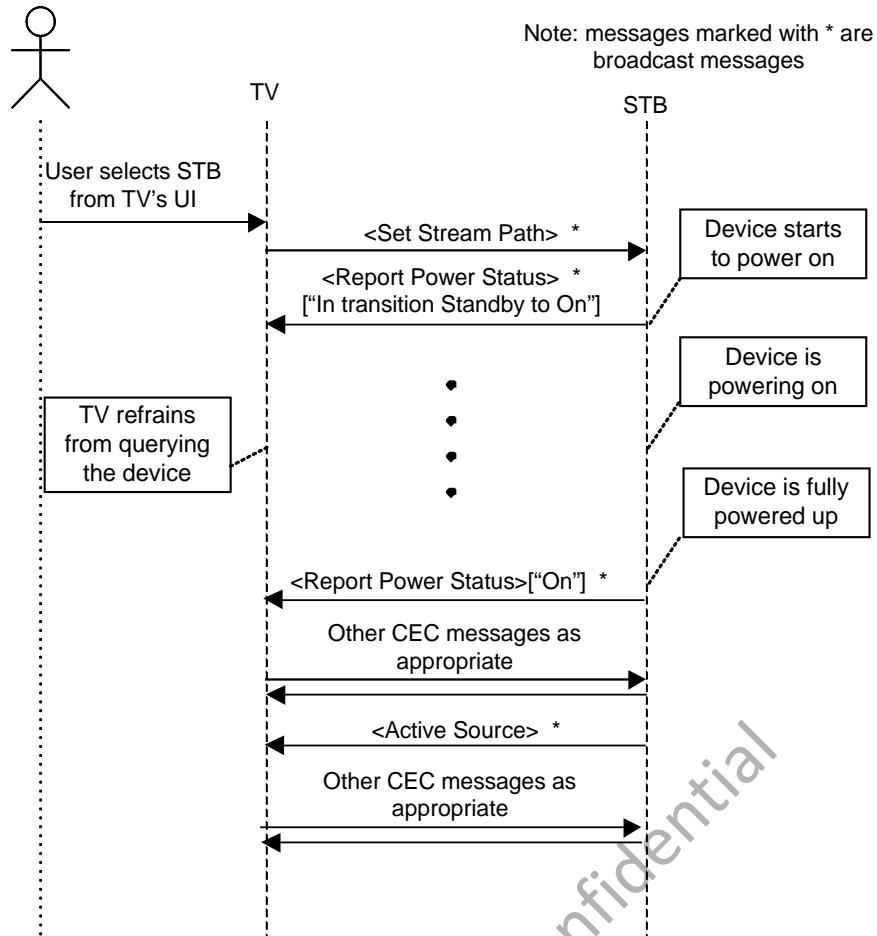 Note: messages marked with * are
broadcast messages
TV
STB
User selects STB
from TV's UI
<Set Stream Path> *
Device starts
to power on
<Report Power Status> *
["In transition Standby to On"]
Device is
powering on
TV refrains
from querying
the device
Device is fully
powered up
<Report Power Status>["On"] *
Other CEC messages as
appropriate
<Active Source> *
Other CEC messages as
appropriate
nfidential